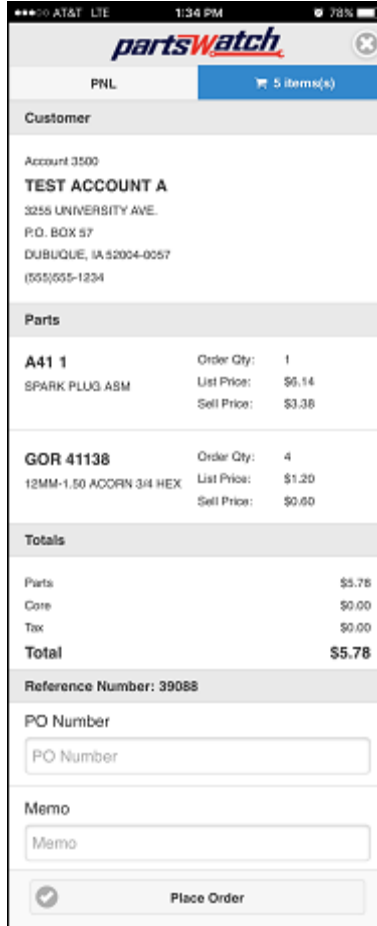 AT&T LTE 1:34 PM 78%
partswatch
PNL 5 items(s)
Customer
Account 3500
TEST ACCOUNT A
3255 UNIVERSITY AVE.
P.O. BOX 57
DUBUQUE, IA 52004-0057
(555)555-1234
Parts
A41 1 Order Qty: 1
SPARK PLUG ASM List Price: $6.14
Sell Price: $3.38
GOR 41138 Order Qty: 4
12MM-1.50 ACORN 3/4 HEX List Price: $1.20
Sell Price: $0.60
Totals
Parts $5.78
Core $0.00
Tax $0.00
Total $5.78
Reference Number: 39088
PO Number
PO Number
Memo
Memo
Place Order